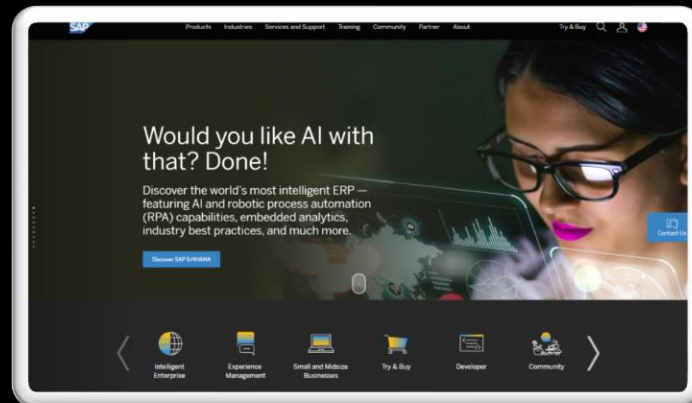 SAP
Products Industries Services and Support Training Community Partner About Try & Buy
Would you like AI with
that? Done!
Discover the world's most intelligent ERP —
featuring AI and robotic process automation
(RPA) capabilities, embedded analytics,
industry best practices, and much more.
Discover SAP S/4HANA
Contact Us
Intelligent
Enterprise
Experience
Management
Small and Midsize
Businesses
Try & Buy
Developer
Community